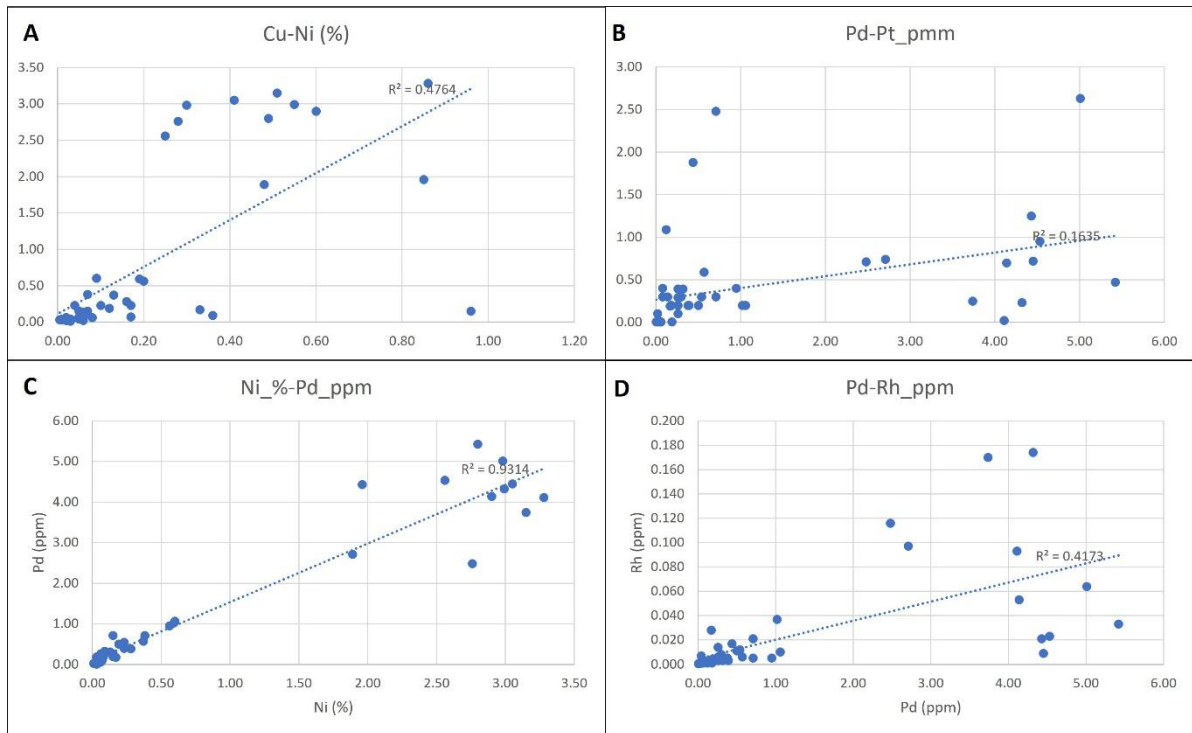 A
Cu-Ni (%)
3.50
3.00
2.50
2.00
1.50
1.00
0.50
0.00
R² = 0.4764
0.00 0.20 0.40 0.60 0.80 1.00 1.20
B
Pd-Pt_pmm
3.00
2.50
2.00
1.50
1.00
0.50
0.00
R² = 0.1635
0.00 1.00 2.00 3.00 4.00 5.00 6.00
C
Ni_%-Pd_ppm
6.00
5.00
4.00
3.00
2.00
1.00
0.00
Pd (ppm)
R² = 0.9314
0.00 0.50 1.00 1.50 2.00 2.50 3.00 3.50
Ni (%)
D
Pd-Rh_ppm
0.200
0.180
0.160
0.140
0.120
0.100
0.080
0.060
0.040
0.020
0.000
Rh (ppm)
R² = 0.4173
0.00 1.00 2.00 3.00 4.00 5.00 6.00
Pd (ppm)